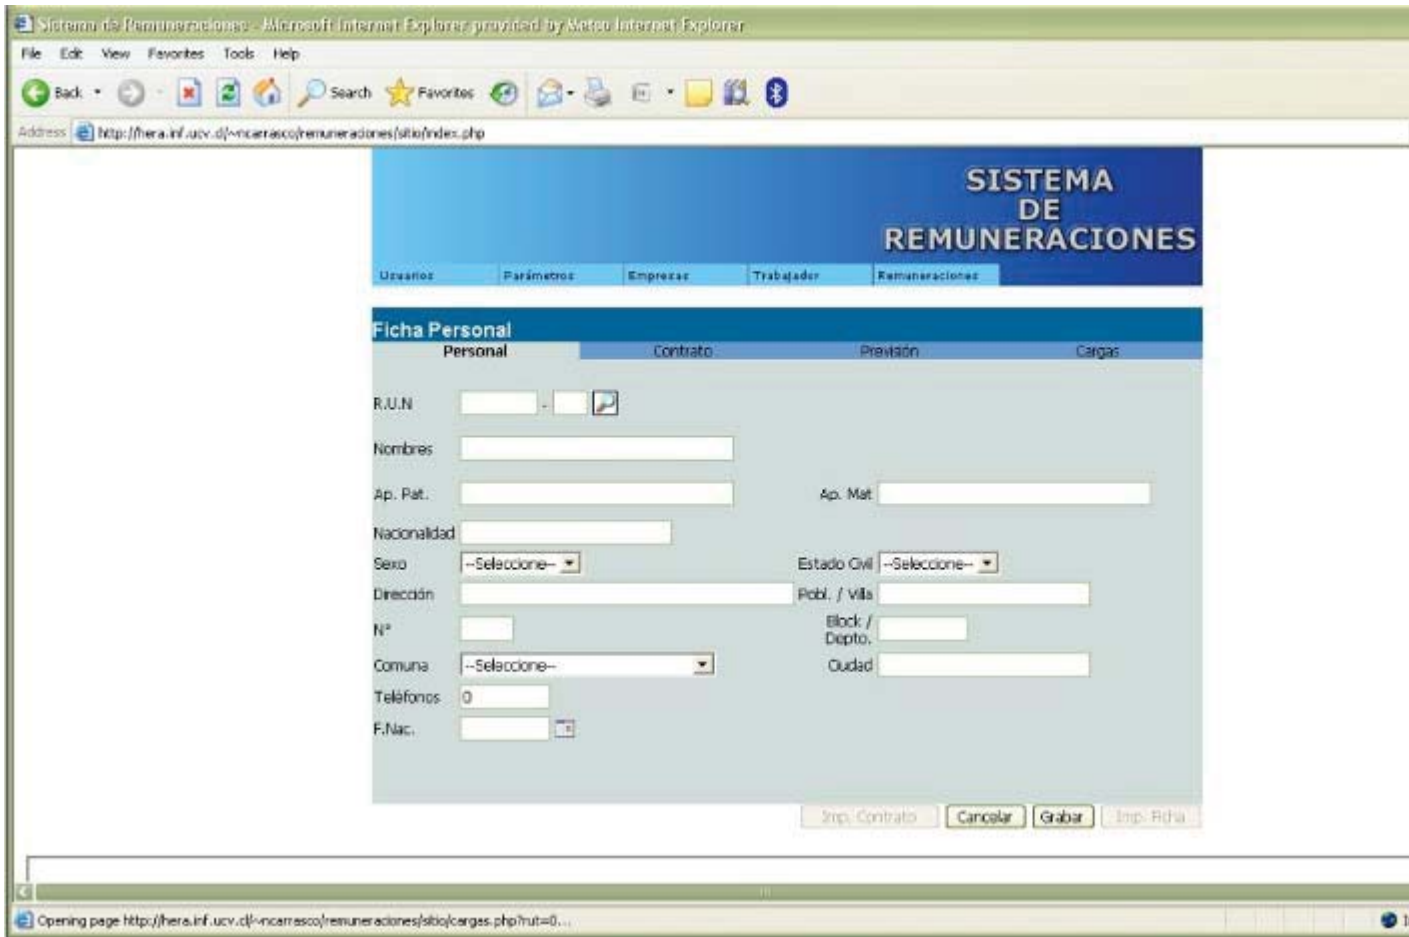 Sistema de Remuneraciones - Microsoft Internet Explorer provided by Meteo Internet Explorer
File Edit View Favorites Tools Help
Back Search Favorites
Address http://hera.inf.ucv.cl/~ncarrasco/remuneraciones/sitio/index.php
SISTEMA
DE
REMUNERACIONES
Usuarios Parámetros Empresas Trabajador Remuneraciones
Ficha Personal
Personal Contrato Previsión Cargas
R.U.N -
Nombres
Ap. Pat. Ap. Mat
Nacionalidad
Sexo --Seleccione-- Estado Civil --Seleccione--
Dirección Pobl. / Villa
N° Block / Depto.
Comuna --Seleccione-- Ciudad
Teléfonos 0
F.Nac.
Imp. Contrato Cancelar Grabar Imp. Ficha
Opening page http://hera.inf.ucv.cl/~ncarrasco/remuneraciones/sitio/cargas.php?rut=0...